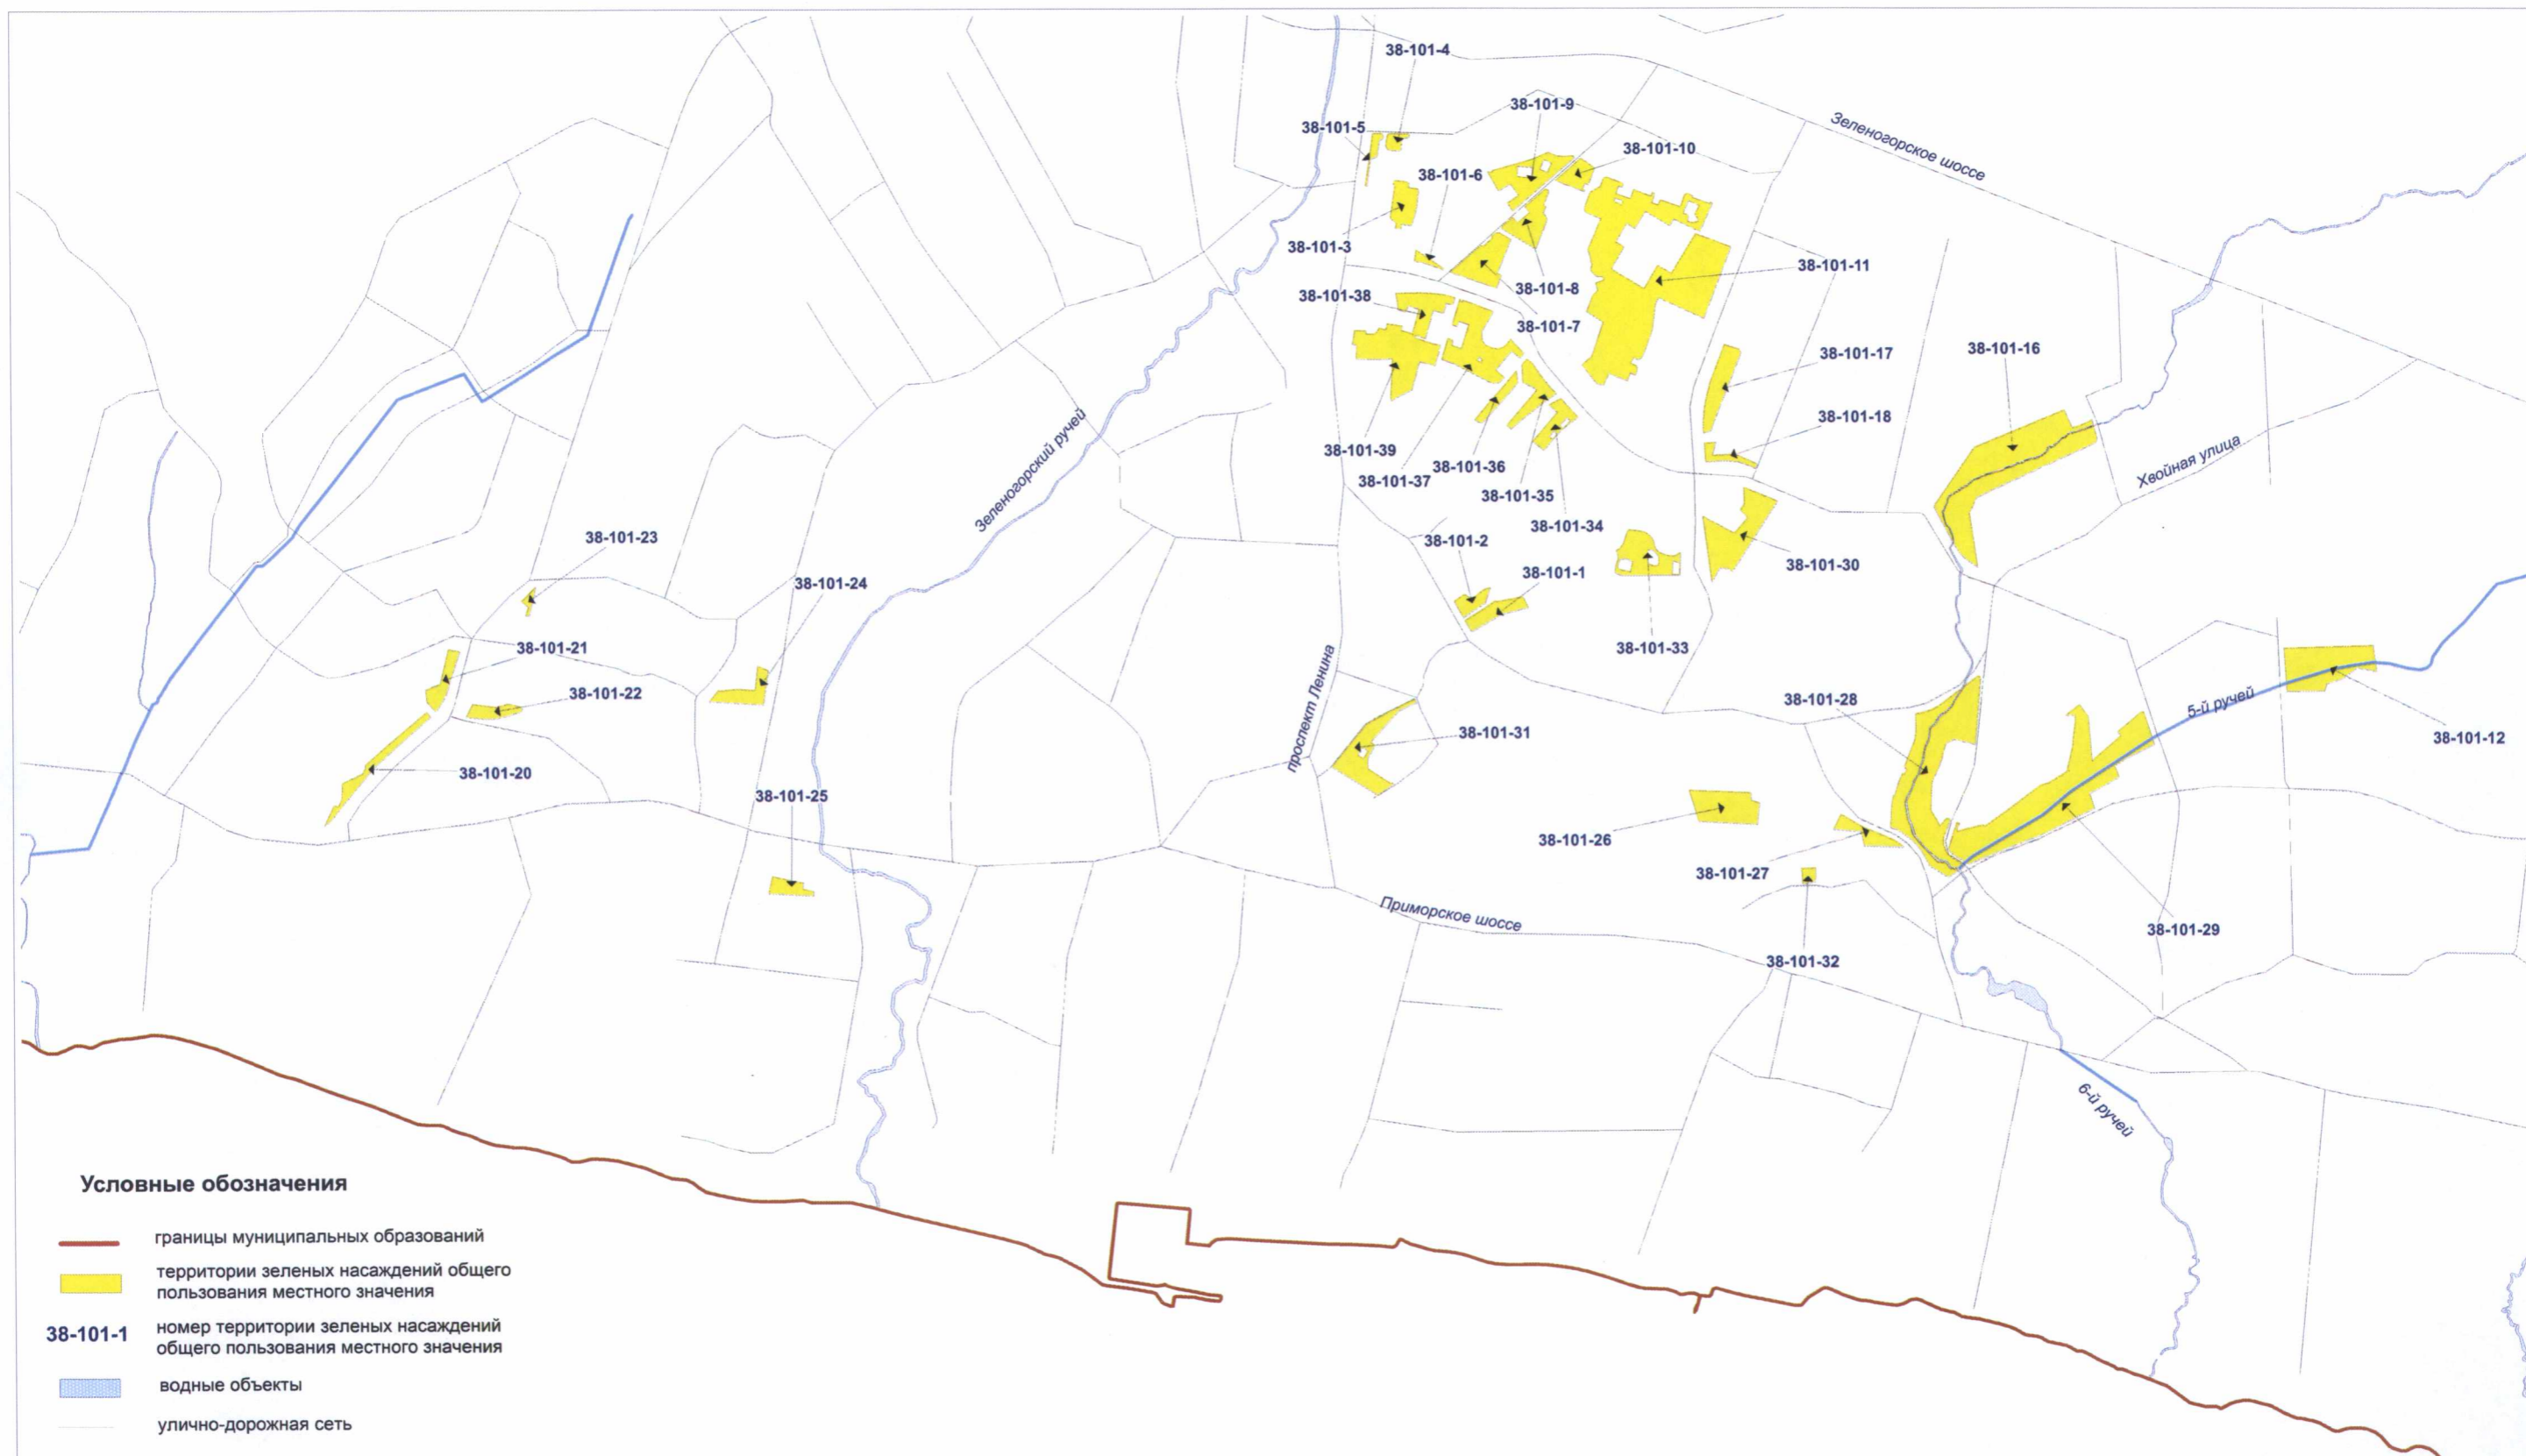 38-101-4
38-101-9
Зеленогорское шоссе
38-101-5
38-101-10
38-101-6
38-101-3
38-101-11
38-101-8
38-101-38
38-101-7
38-101-17
38-101-16
38-101-18
Зеленогорский ручей
38-101-39
Хвойная улица
38-101-36
38-101-37
38-101-35
38-101-34
38-101-23
38-101-2
38-101-30
38-101-1
38-101-24
38-101-21
38-101-33
проспект Ленина
38-101-22
38-101-28
5-й ручей
38-101-31
38-101-12
38-101-20
38-101-25
38-101-26
38-101-27
Приморское шоссе
38-101-29
38-101-32
6-й ручей
Условные обозначения
границы муниципальных образований
территории зеленых насаждений общего
пользования местного значения
38-101-1
номер территории зеленых насаждений
общего пользования местного значения
водные объекты
улично-дорожная сеть